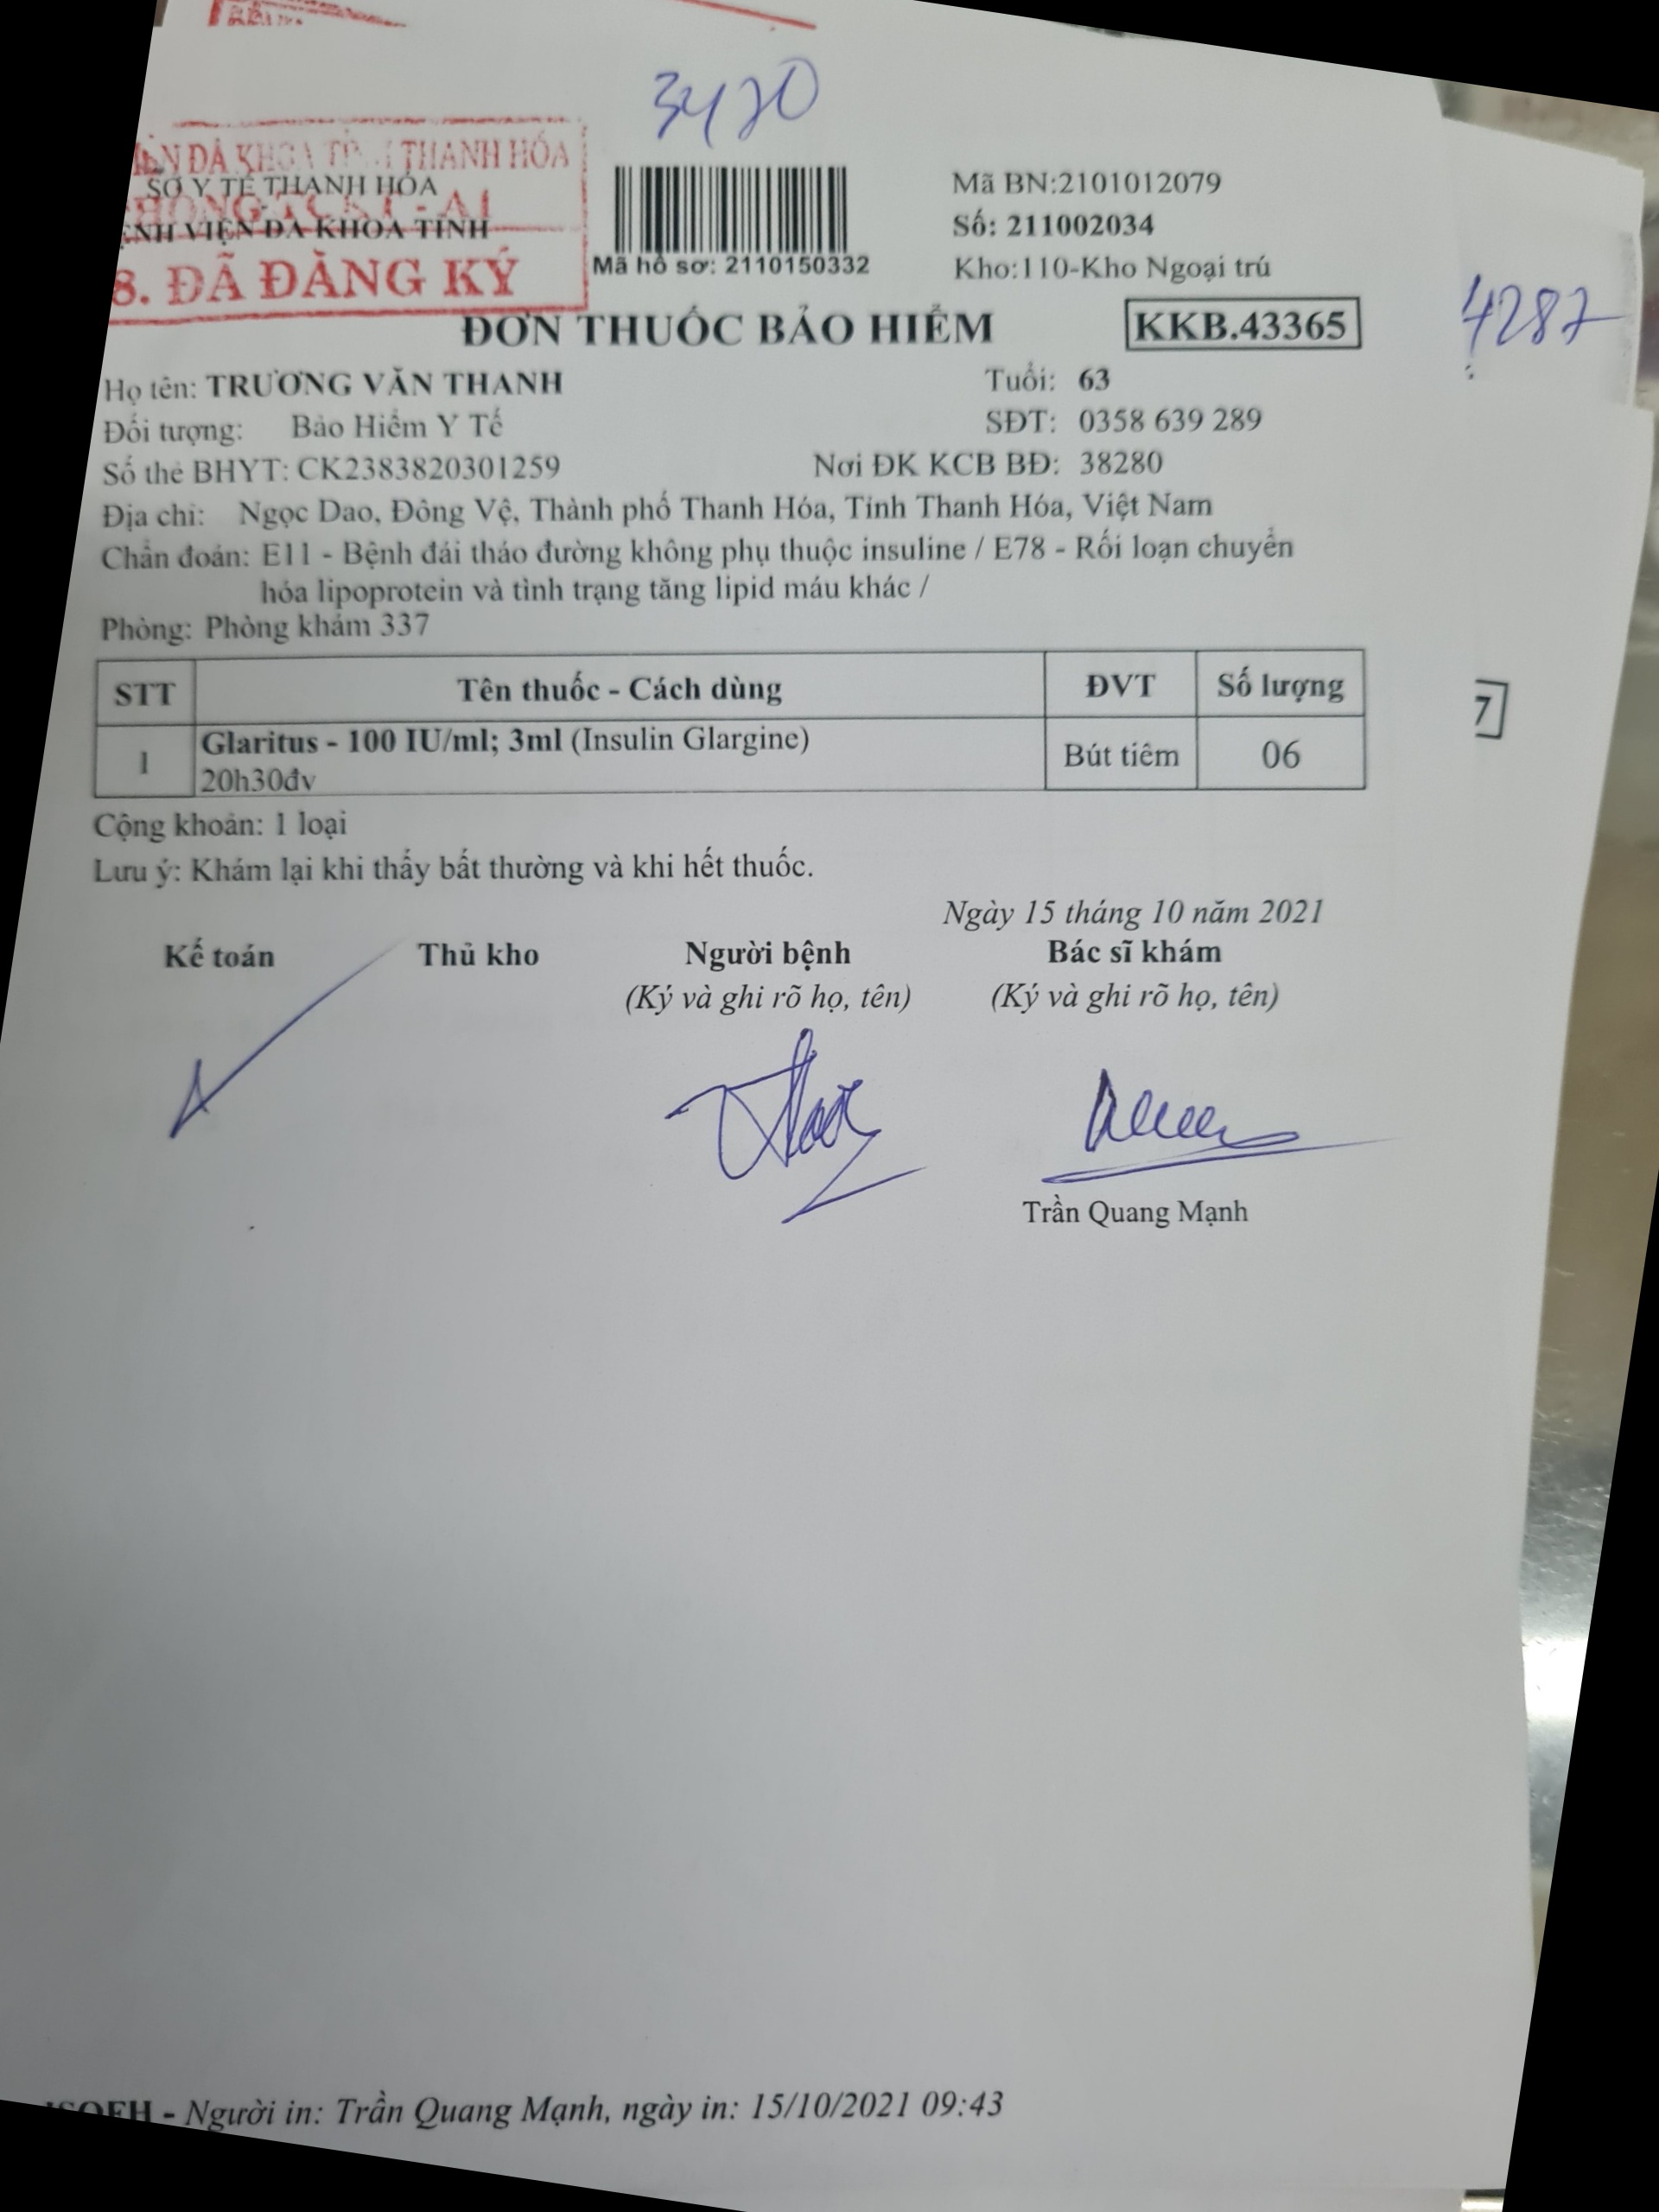 3420
ĐA KHOA TỈNH THANH HÓA
SỞ Y TẾ THANH HÓA
VIỆN ĐA KHOA TỈNH
8. ĐÃ ĐĂNG KÝ
Mã hồ sơ: 2110150332
Mã BN:2101012079
Số: 211002034
Kho:110-Kho Ngoại trú
4287
ĐƠN THUỐC BẢO HIỂM
KKB.43365
Họ tên: TRƯƠNG VĂN THANH Tuổi: 63
Đối tượng: Bảo Hiểm Y Tế SĐT: 0358 639 289
Số thẻ BHYT: CK2383820301259 Nơi ĐK KCB BĐ: 38280
Địa chỉ: Ngọc Dao, Đông Vệ, Thành phố Thanh Hóa, Tỉnh Thanh Hóa, Việt Nam
Chẩn đoán: E11 - Bệnh đái tháo đường không phụ thuộc insuline / E78 - Rối loạn chuyển
hóa lipoprotein và tình trạng tăng lipid máu khác /
Phòng: Phòng khám 337
STT Tên thuốc - Cách dùng ĐVT Số lượng
1 Glaritus - 100 IU/ml; 3ml (Insulin Glargine) Bút tiêm 06
20h30đv
7
Cộng khoản: 1 loại
Lưu ý: Khám lại khi thấy bất thường và khi hết thuốc.
Ngày 15 tháng 10 năm 2021
Kế toán Thủ kho Người bệnh Bác sĩ khám
(Ký và ghi rõ họ, tên) (Ký và ghi rõ họ, tên)
Trần Quang Mạnh
- Người in: Trần Quang Mạnh, ngày in: 15/10/2021 09:43